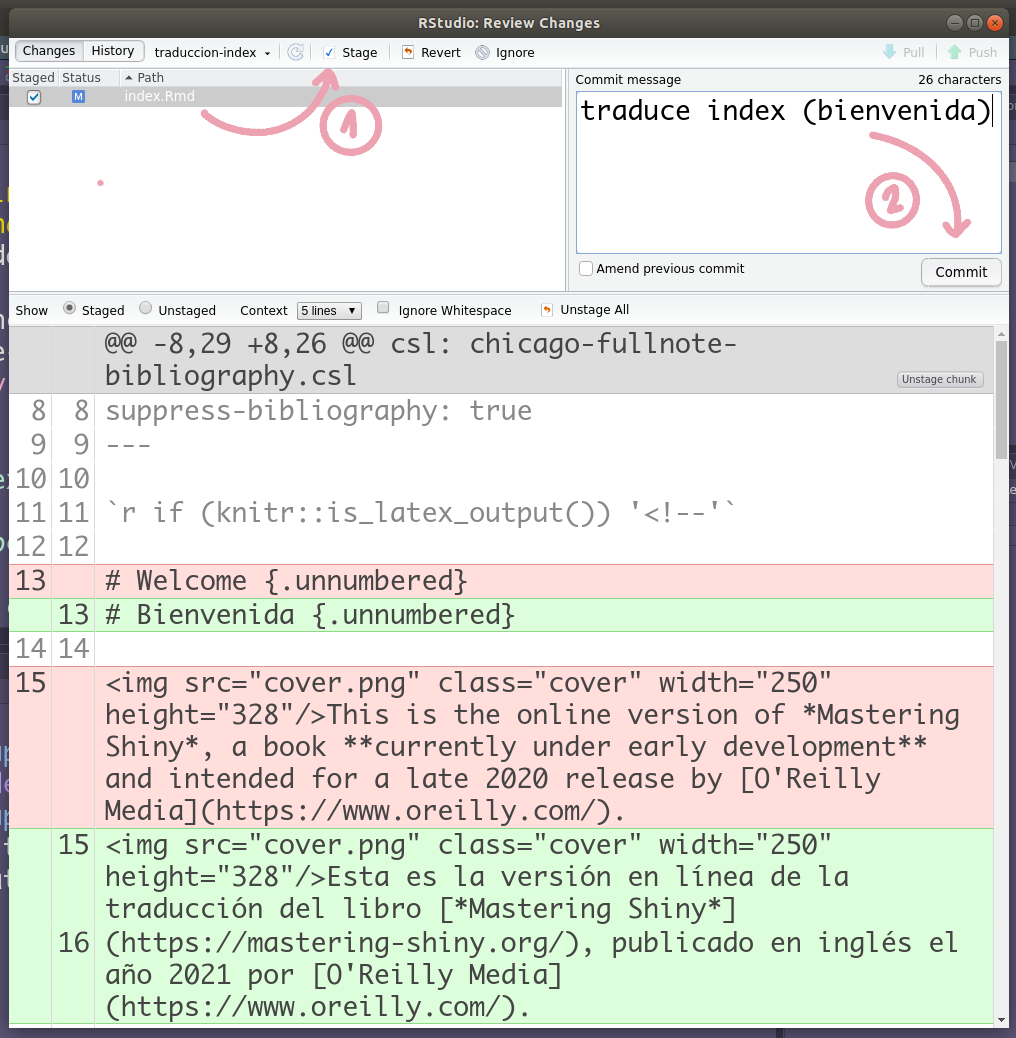 RStudio: Review Changes
Changes History traduccion-index Stage Revert Ignore Pull Push
Staged Status Path
M index.Rmd
1
Commit message 26 characters
traduce index (bienvenida)
2
Amend previous commit
Commit
Show Staged Unstaged Context 5 lines Ignore Whitespace Unstage All
@@ -8,29 +8,26 @@ csl: chicago-fullnote-
bibliography.csl
Unstage chunk
8 8 suppress-bibliography: true
9 9 ---
10 10
11 11 `r if (knitr::is_latex_output()) '<!--'`
12 12
13 # Welcome {.unnumbered}
13 # Bienvenida {.unnumbered}
14 14
15 <img src="cover.png" class="cover" width="250"
height="328"/>This is the online version of *Mastering
Shiny*, a book **currently under early development**
and intended for a late 2020 release by [O'Reilly
Media](https://www.oreilly.com/).
15 <img src="cover.png" class="cover" width="250"
height="328"/>Esta es la versión en línea de la
traducción del libro [*Mastering Shiny*]
16 (https://mastering-shiny.org/), publicado en inglés el
año 2021 por [O'Reilly Media]
(https://www.oreilly.com/).